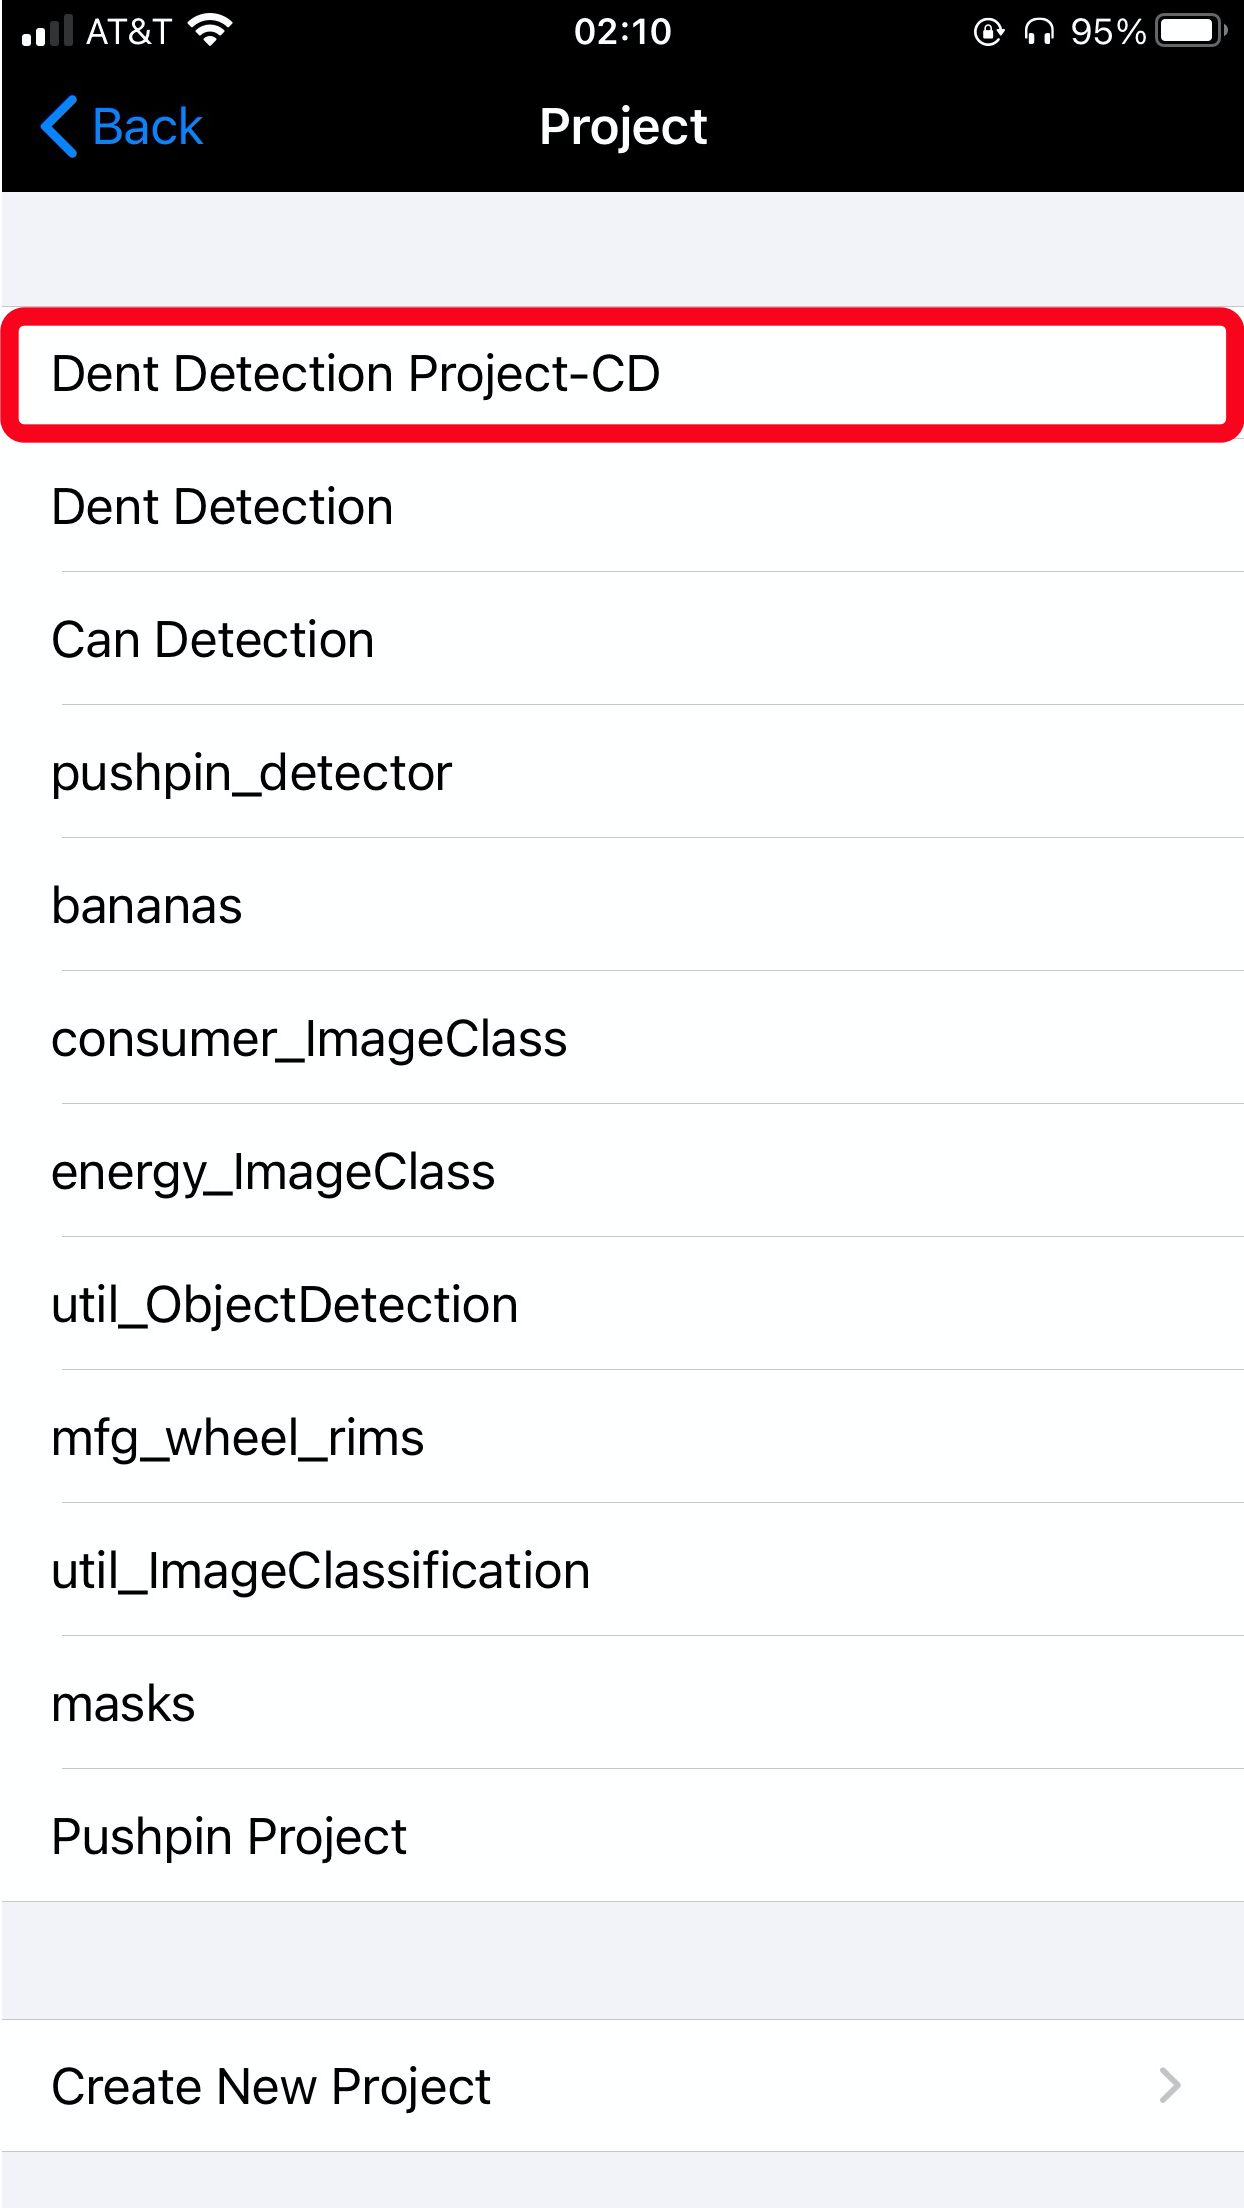 AT&T 02:10 95%
Back Project
Dent Detection Project-CD
Dent Detection
Can Detection
pushpin_detector
bananas
consumer_ImageClass
energy_ImageClass
util_ObjectDetection
mfg_wheel_rims
util_ImageClassification
masks
Pushpin Project
Create New Project